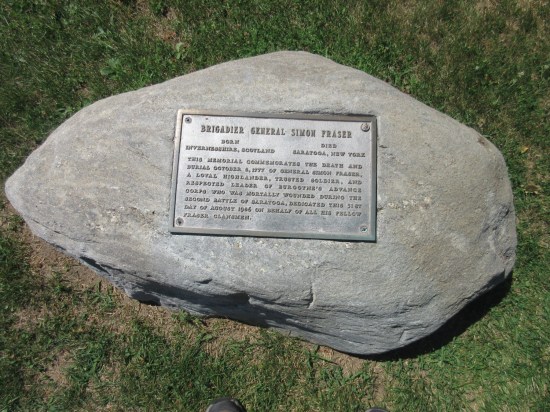 BRIGADIER GENERAL SIMON FRASER
BORN DIED
INVERNESSHIRE, SCOTLAND SARATOGA, NEW YORK
THIS MEMORIAL COMMEMORATES THE DEATH AND
BURIAL OCTOBER 8, 1777 OF GENERAL SIMON FRASER,
A LOYAL HIGHLANDER, TRUSTED SOLDIER, AND
RESPECTED LEADER OF BURGOYNE'S ADVANCE
CORPS WHO WAS MORTALLY WOUNDED DURING THE
SECOND BATTLE OF SARATOGA. DEDICATED THIS 21ST
DAY OF AUGUST ON BEHALF OF ALL HIS FELLOW
FRASER CLANSMEN.